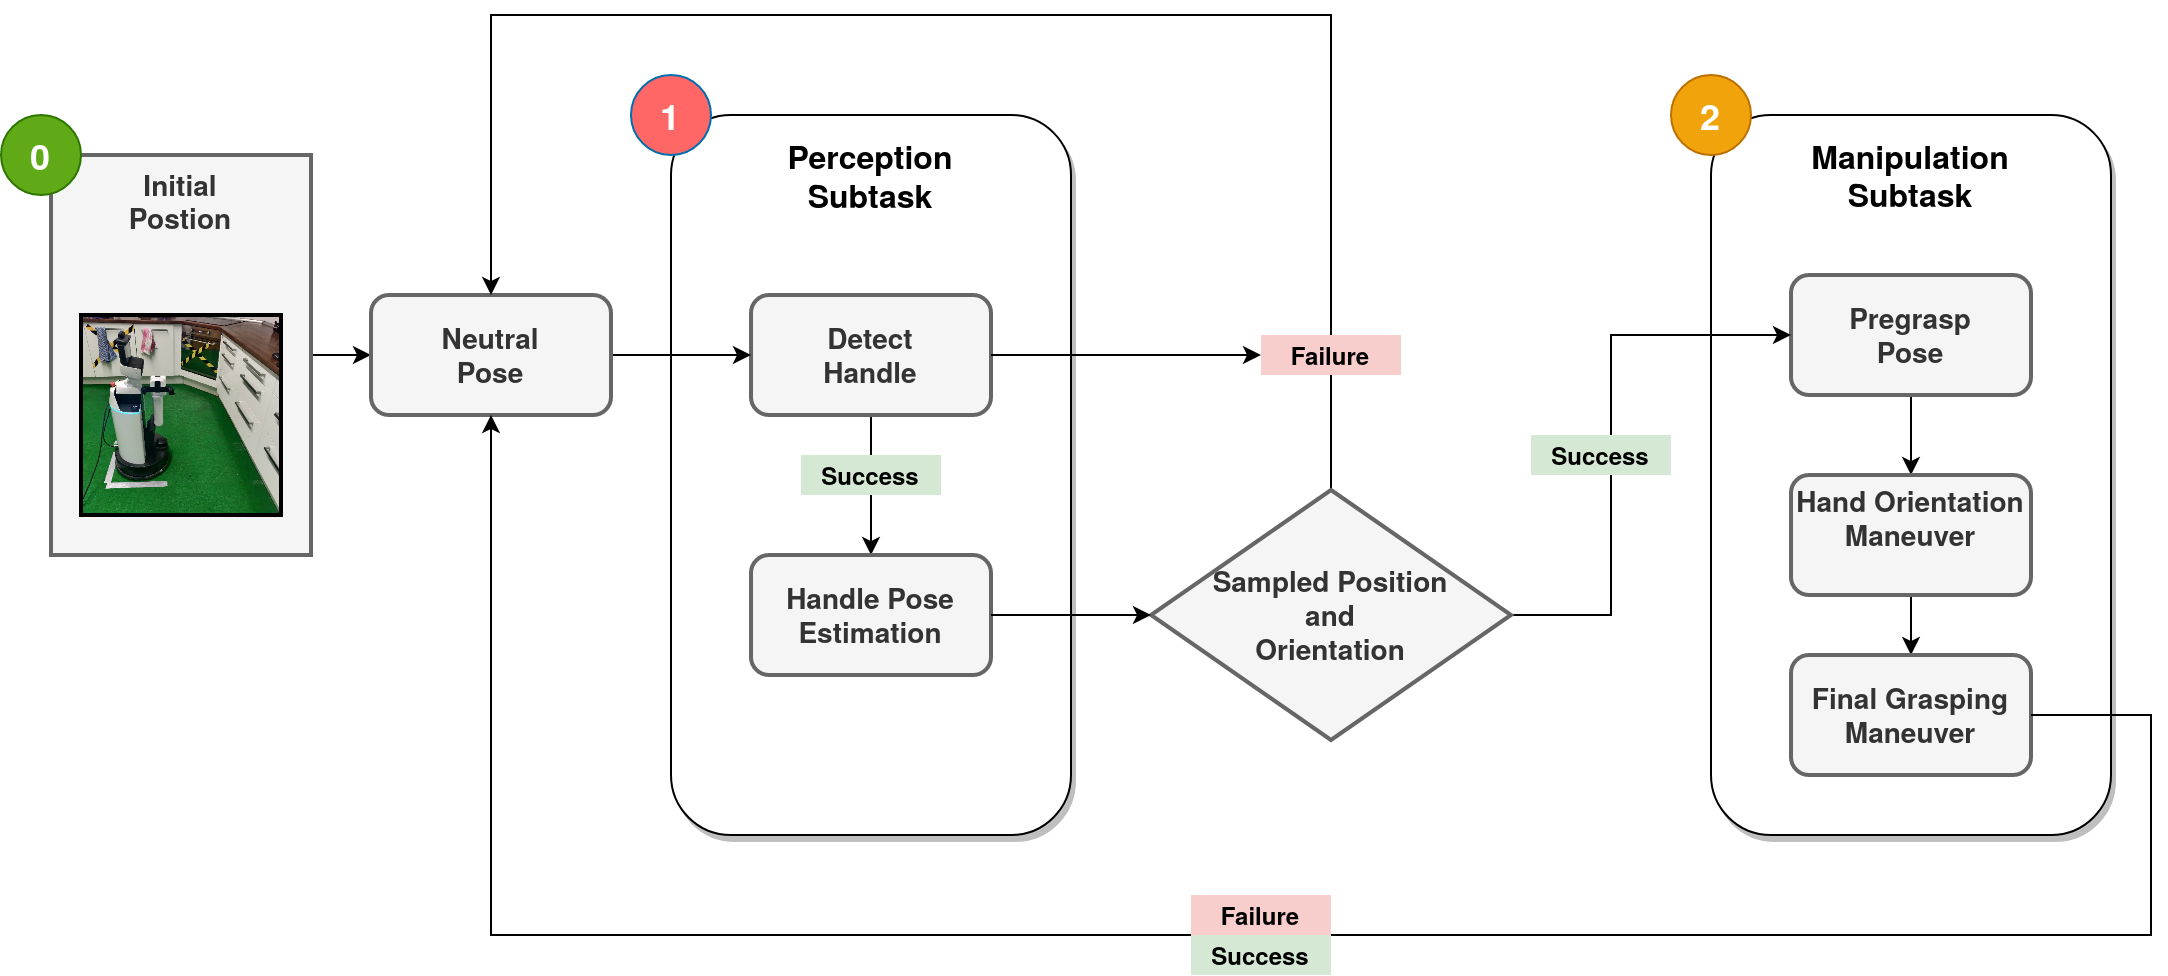 0
Initial
Postion
Neutral
Pose
1
Perception
Subtask
Detect
Handle
Success
Handle Pose
Estimation
Failure
Sampled Position
and
Orientation
Success
2
Manipulation
Subtask
Pregrasp
Pose
Hand Orientation
Maneuver
Final Grasping
Maneuver
Failure
Success